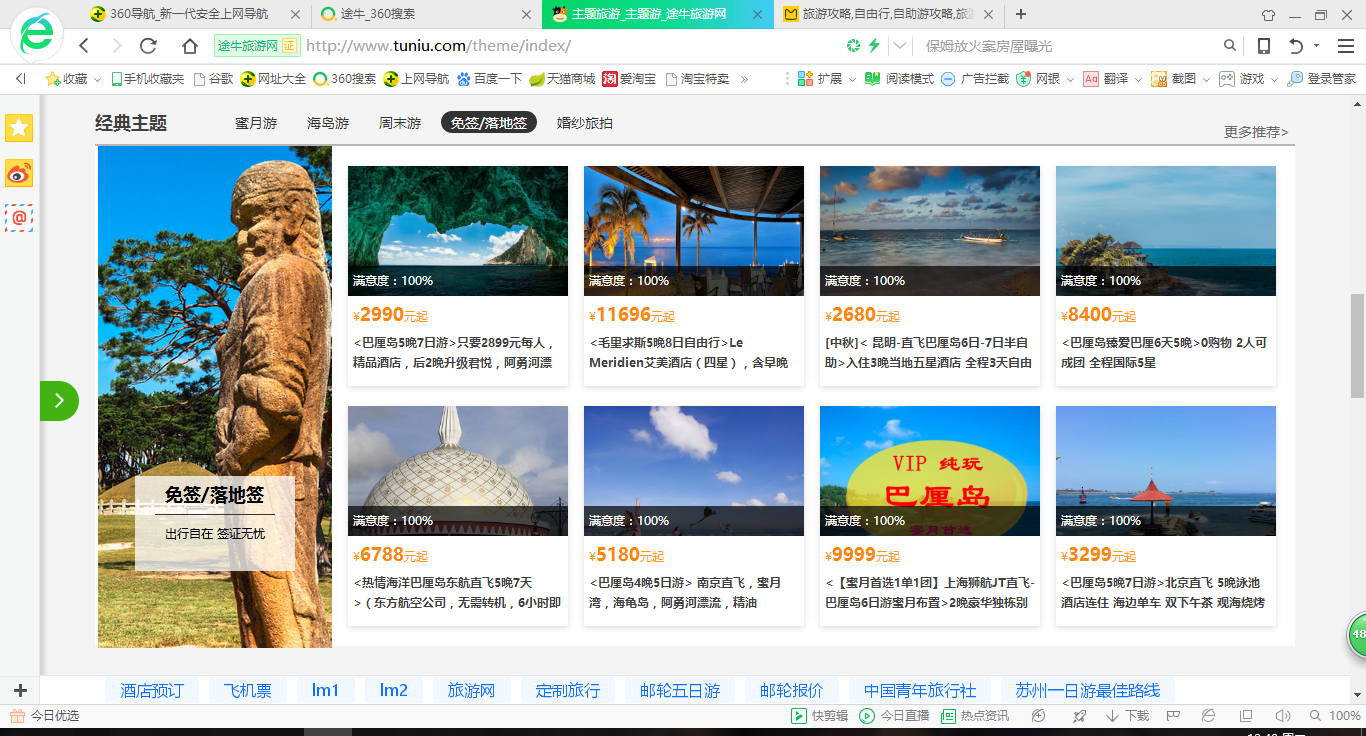 360导航_新一代安全上网导航
途牛_360搜索
主题旅游_主题游_途牛旅游网
旅游攻略,自由行,自助游攻略,旅游
途牛旅游网 证 http://www.tuniu.com/theme/index/
保姆放火案房屋曝光
收藏 手机收藏夹 谷歌 网址大全 360搜索 上网导航 百度一下 天猫商城 淘 爱淘宝 淘宝特卖 » 扩展 阅读模式 广告拦截 网银 Aa 翻译 截图 游戏 登录管家
经典主题 蜜月游 海岛游 周末游 免签/落地签 婚纱旅拍
更多推荐>
满意度：100%
¥2990元起
<巴厘岛5晚7日游>只要2899元每人，
精品酒店，后2晚升级君悦，阿勇河漂
满意度：100%
¥11696元起
<毛里求斯5晚8日自由行>Le
Meridien艾美酒店（四星），含早晚
满意度：100%
¥2680元起
[中秋]< 昆明-直飞巴厘岛6日-7日半自
助>入住3晚当地五星酒店 全程3天自由
满意度：100%
¥8400元起
<巴厘岛臻爱巴厘6天5晚>0购物 2人可
成团 全程国际5星
免签/落地签
出行自在 签证无忧
满意度：100%
¥6788元起
<热情海洋巴厘岛东航直飞5晚7天
>（东方航空公司，无需转机，6小时即
满意度：100%
¥5180元起
<巴厘岛4晚5日游> 南京直飞，蜜月
湾，海龟岛，阿勇河漂流，精油
VIP 纯玩
巴厘岛
蜜月首选
满意度：100%
¥9999元起
<【蜜月首选1单1团】上海狮航JT直飞-
巴厘岛6日游蜜月布置>2晚豪华独栋别
满意度：100%
¥3299元起
<巴厘岛5晚7日游>北京直飞 5晚泳池
酒店连住 海边单车 双下午茶 观海烧烤
48
酒店预订 飞机票 lm1 lm2 旅游网 定制旅行 邮轮五日游 邮轮报价 中国青年旅行社 苏州一日游最佳路线
今日优选
快剪辑 今日直播 热点资讯 下载 100%